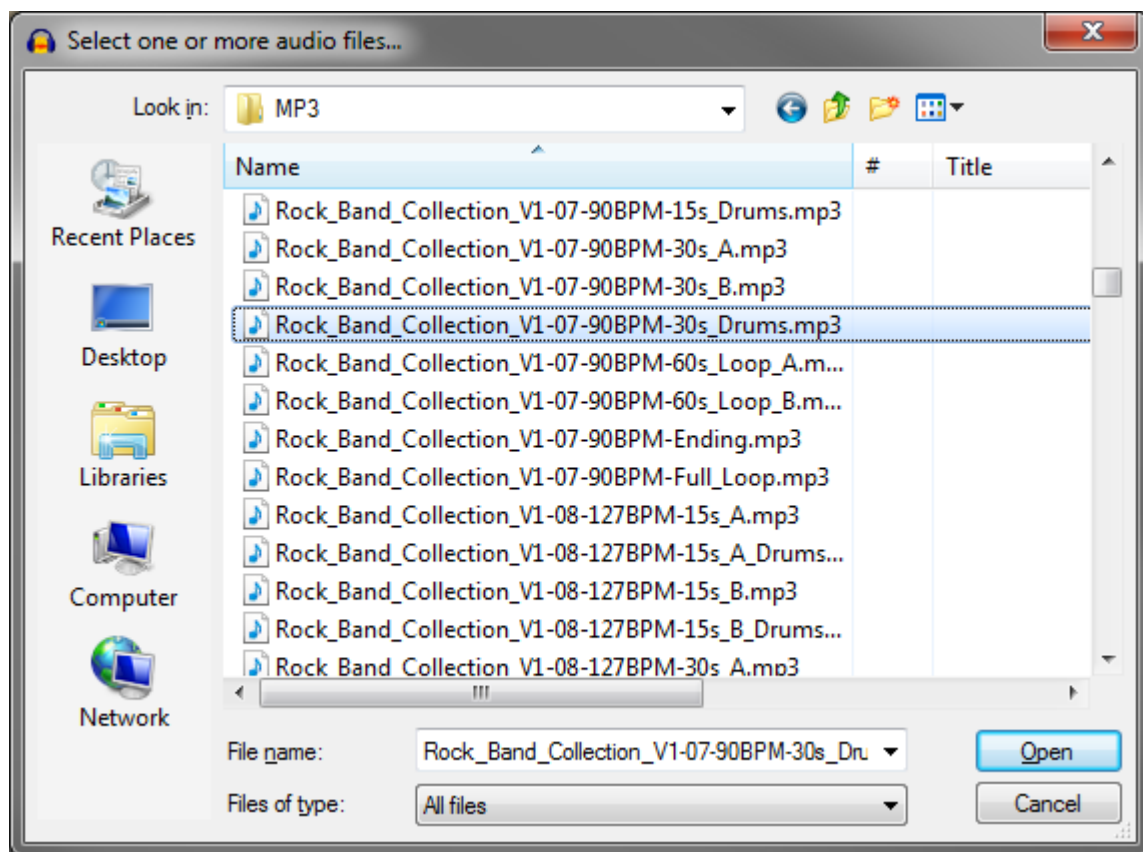 Select one or more audio files...
Look in: MP3
Name # Title
Rock_Band_Collection_V1-07-90BPM-15s_Drums.mp3
Rock_Band_Collection_V1-07-90BPM-30s_A.mp3
Rock_Band_Collection_V1-07-90BPM-30s_B.mp3
Rock_Band_Collection_V1-07-90BPM-30s_Drums.mp3
Rock_Band_Collection_V1-07-90BPM-60s_Loop_A.m...
Rock_Band_Collection_V1-07-90BPM-60s_Loop_B.m...
Rock_Band_Collection_V1-07-90BPM-Ending.mp3
Rock_Band_Collection_V1-07-90BPM-Full_Loop.mp3
Rock_Band_Collection_V1-08-127BPM-15s_A.mp3
Rock_Band_Collection_V1-08-127BPM-15s_A_Drums...
Rock_Band_Collection_V1-08-127BPM-15s_B.mp3
Rock_Band_Collection_V1-08-127BPM-15s_B_Drums...
Rock_Band_Collection_V1-08-127BPM-30s_A.mp3
Recent Places
Desktop
Libraries
Computer
Network
File name: Rock_Band_Collection_V1-07-90BPM-30s_Dru Open
Files of type: All files Cancel